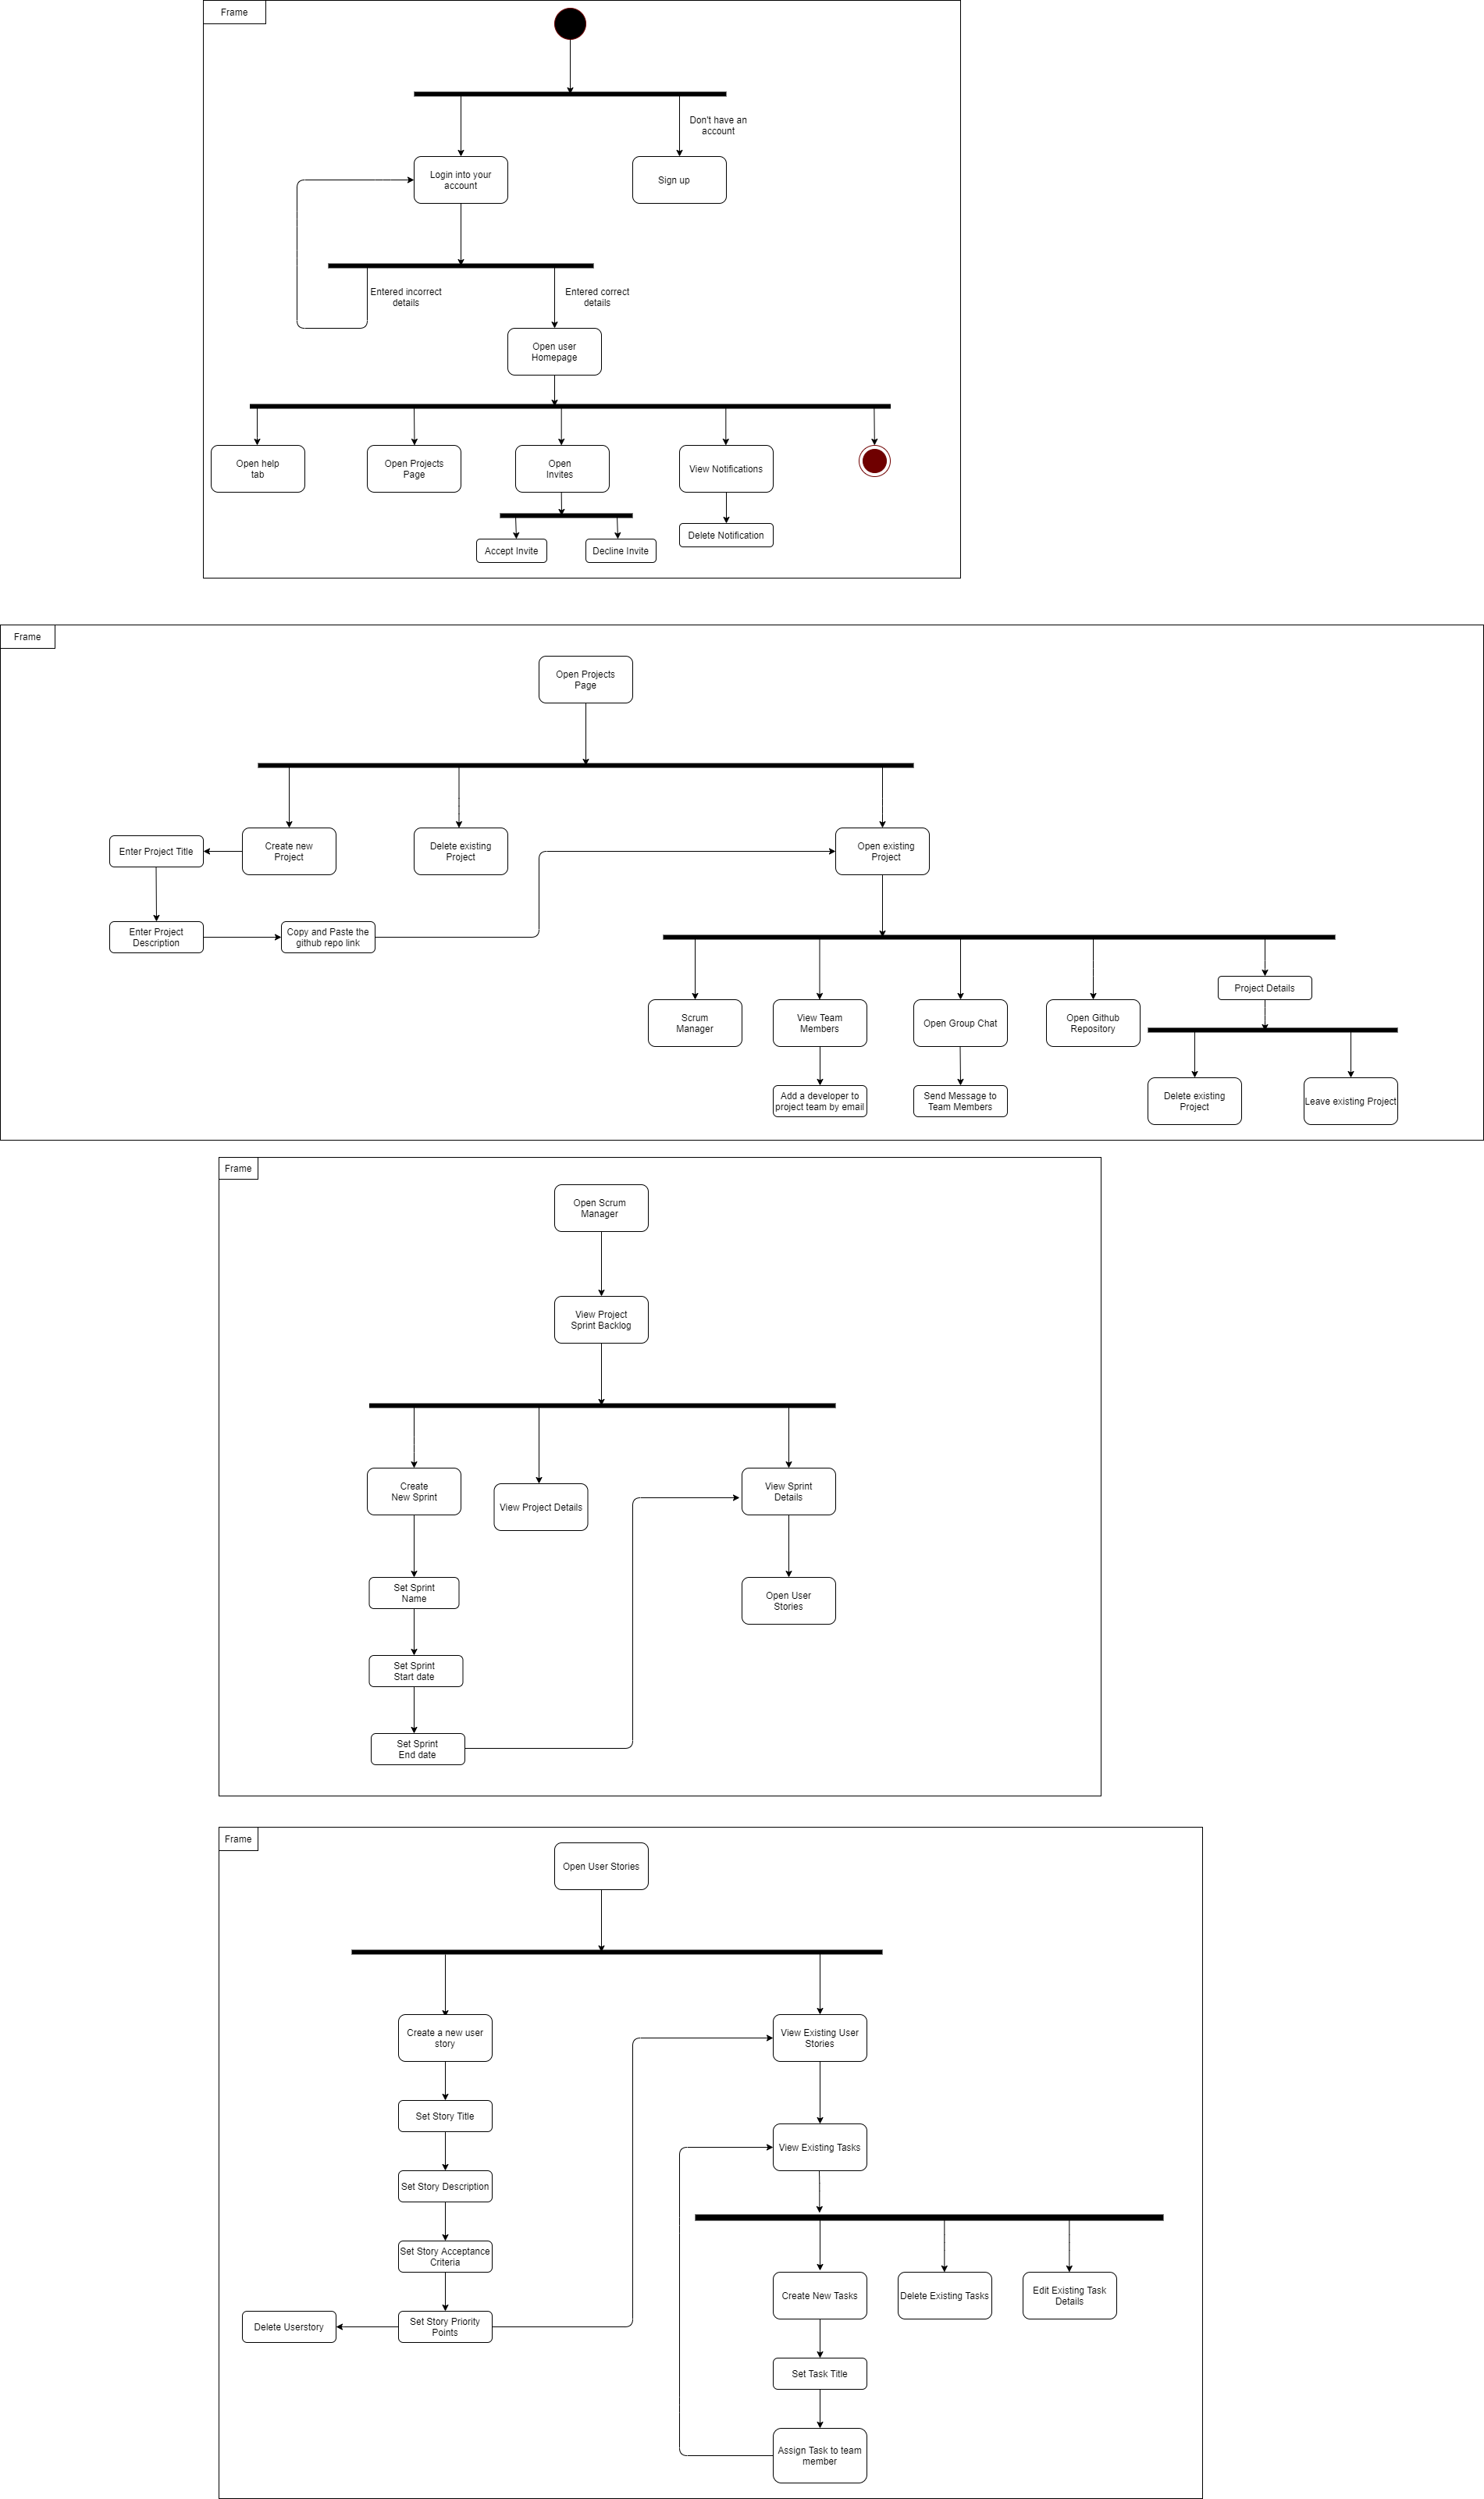 Frame
Don't have an
account
Login into your
account
Sign up
Entered incorrect
details
Entered correct
details
Open user
Homepage
Open help
tab
Open Projects
Page
Open
Invites
View Notifications
Delete Notification
Accept Invite
Decline Invite
Frame
Open Projects
Page
Enter Project Title
Create new
Project
Delete existing
Project
Open existing
Project
Enter Project
Description
Copy and Paste the
github repo link
Project Details
Scrum
Manager
View Team
Members
Open Group Chat
Open Github
Repository
Add a developer to
project team by email
Send Message to
Team Members
Delete existing
Project
Leave existing Project
Frame
Open Scrum
Manager
View Project
Sprint Backlog
Create
New Sprint
View Project Details
View Sprint
Details
Set Sprint
Name
Open User
Stories
Set Sprint
Start date
Set Sprint
End date
Frame
Open User Stories
Create a new user
story
View Existing User
Stories
Set Story Title
View Existing Tasks
Set Story Description
Set Story Acceptance
Criteria
Create New Tasks
Delete Existing Tasks
Edit Existing Task
Details
Delete Userstory
Set Story Priority
Points
Set Task Title
Assign Task to team
member